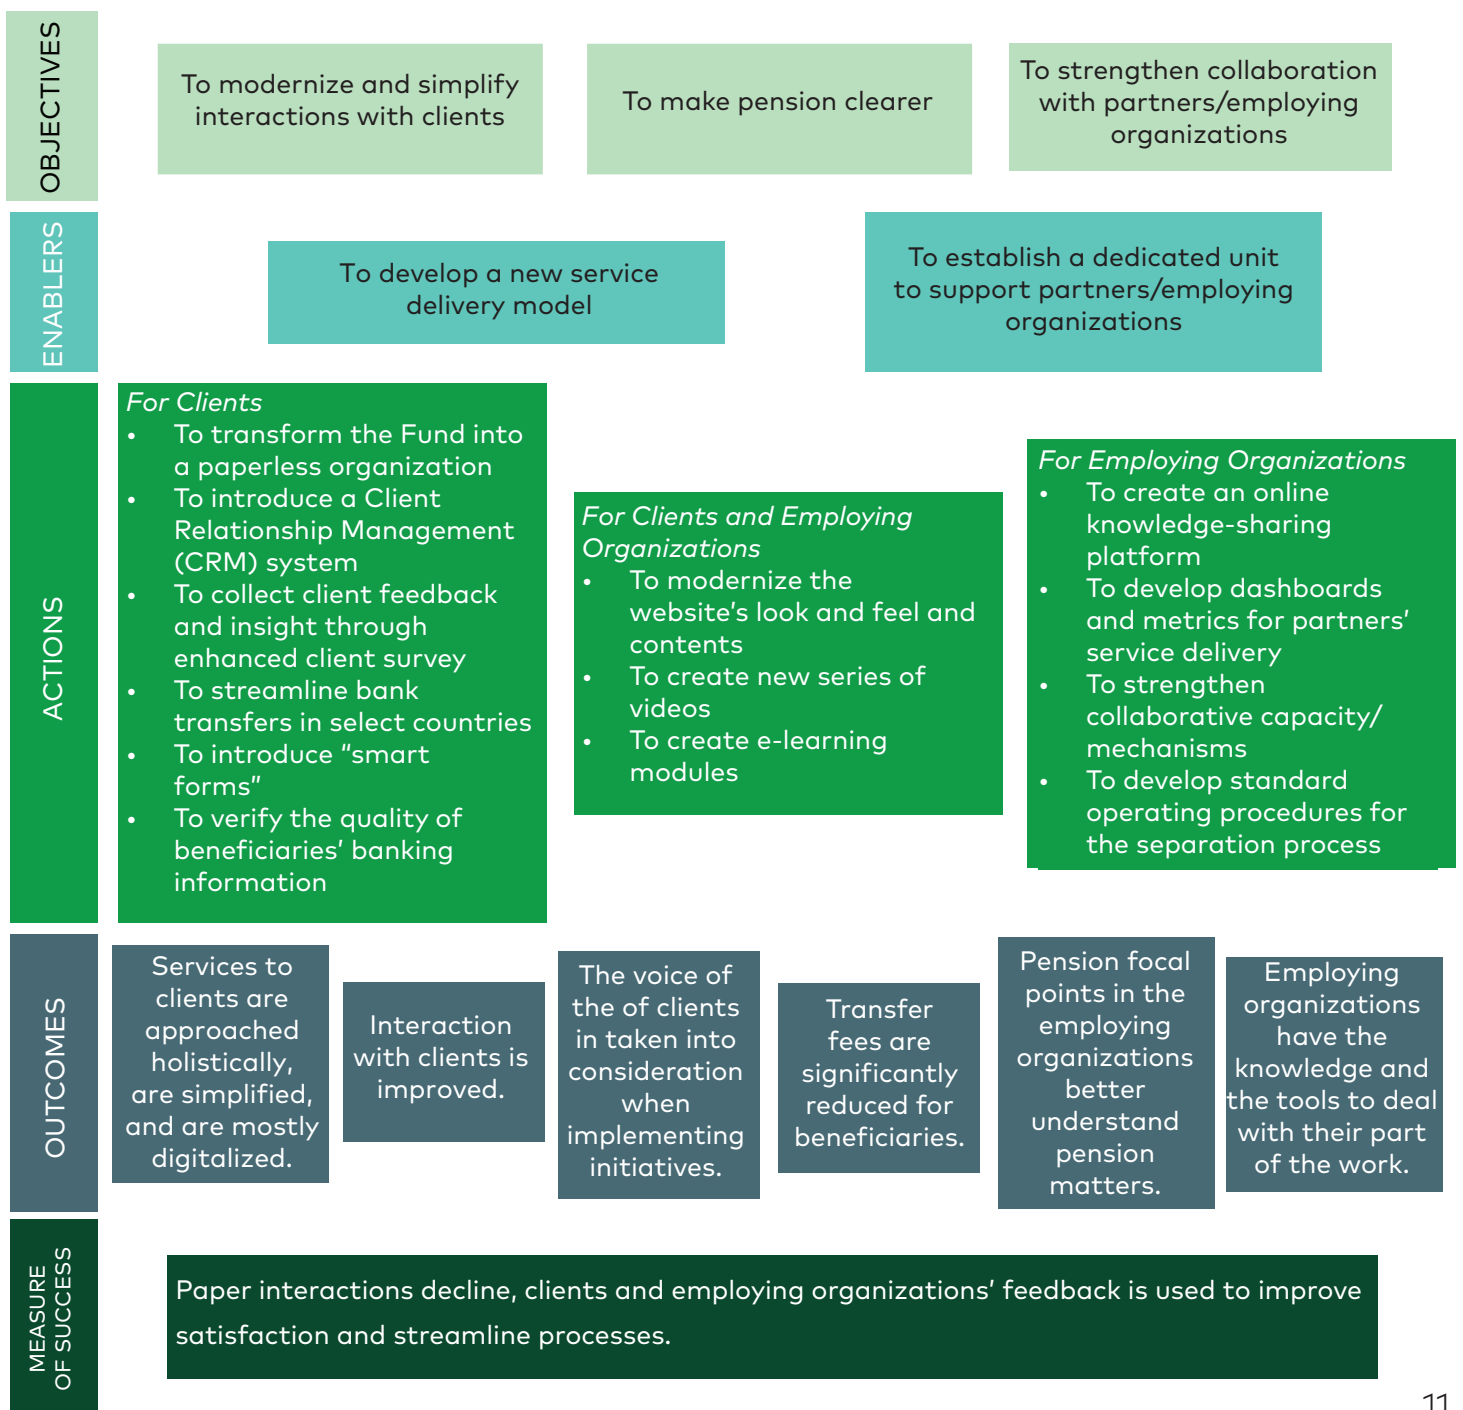 OBJECTIVES
To modernize and simplify
interactions with clients
To make pension clearer
To strengthen collaboration
with partners/employing
organizations
ENABLERS
To develop a new service
delivery model
To establish a dedicated unit
to support partners/employing
organizations
ACTIONS
For Clients
• To transform the Fund into
a paperless organization
• To introduce a Client
Relationship Management
(CRM) system
• To collect client feedback
and insight through
enhanced client survey
• To streamline bank
transfers in select countries
• To introduce “smart
forms”
• To verify the quality of
beneficiaries’ banking
information
For Clients and Employing
Organizations
• To modernize the
website’s look and feel and
contents
• To create new series of
videos
• To create e-learning
modules
For Employing Organizations
• To create an online
knowledge-sharing
platform
• To develop dashboards
and metrics for partners’
service delivery
• To strengthen
collaborative capacity/
mechanisms
• To develop standard
operating procedures for
the separation process
OUTCOMES
Services to
clients are
approached
holistically,
are simplified,
and are mostly
digitalized.
Interaction
with clients is
improved.
The voice of
the of clients
in taken into
consideration
when
implementing
initiatives.
Transfer
fees are
significantly
reduced for
beneficiaries.
Pension focal
points in the
employing
organizations
better
understand
pension
matters.
Employing
organizations
have the
knowledge and
the tools to deal
with their part
of the work.
MEASURE
OF SUCCESS
Paper interactions decline, clients and employing organizations’ feedback is used to improve
satisfaction and streamline processes.
11